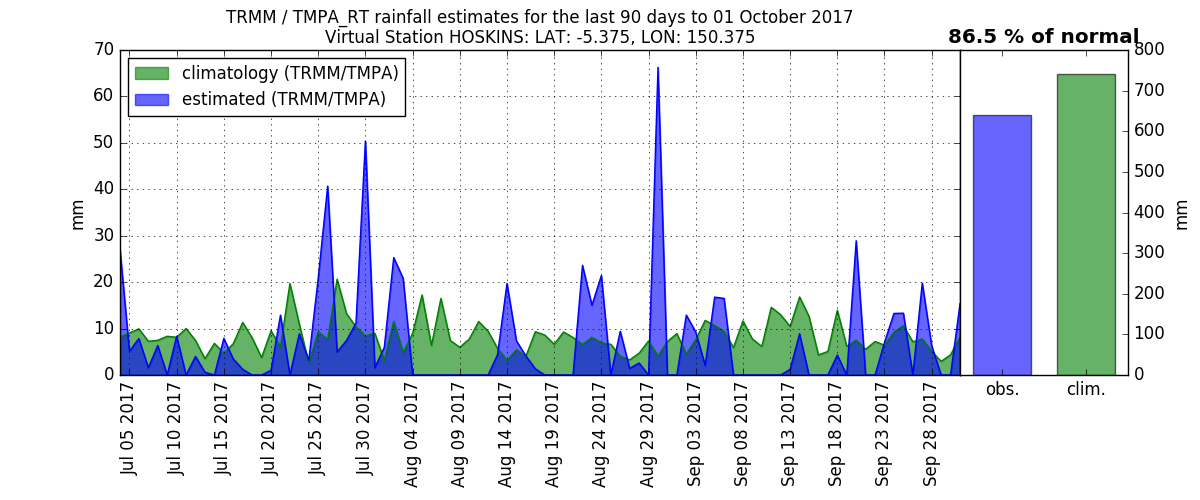 TRMM / TMPA_RT rainfall estimates for the last 90 days to 01 October 2017
Virtual Station HOSKINS: LAT: -5.375, LON: 150.375
86.5 % of normal
climatology (TRMM/TMPA)
estimated (TRMM/TMPA)
mm
70
60
50
40
30
20
10
0
800
700
600
500
400
300
200
100
0
mm
obs.
clim.
Jul 05 2017
Jul 10 2017
Jul 15 2017
Jul 20 2017
Jul 25 2017
Jul 30 2017
Aug 04 2017
Aug 09 2017
Aug 14 2017
Aug 19 2017
Aug 24 2017
Aug 29 2017
Sep 03 2017
Sep 08 2017
Sep 13 2017
Sep 18 2017
Sep 23 2017
Sep 28 2017